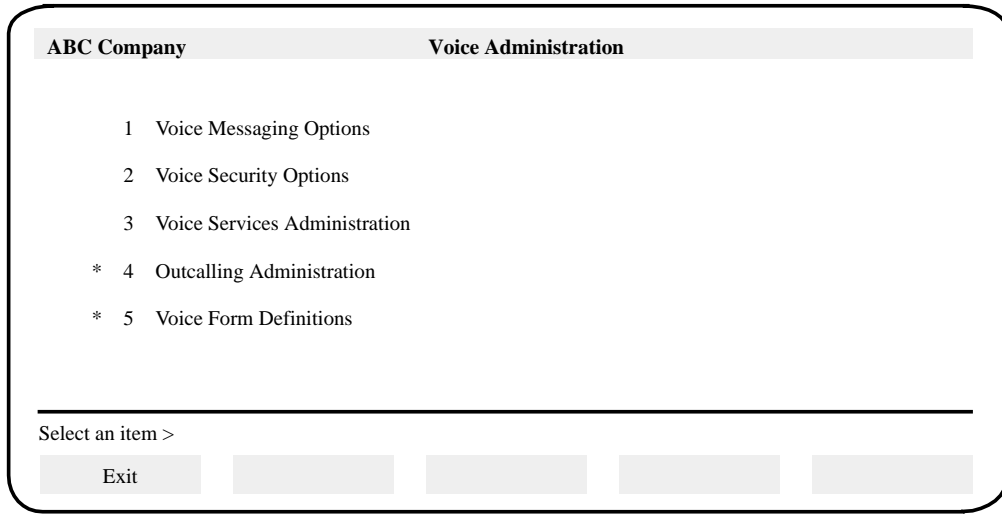 ABC Company Voice Administration
1 Voice Messaging Options
2 Voice Security Options
3 Voice Services Administration
* 4 Outcalling Administration
* 5 Voice Form Definitions
Select an item >
Exit